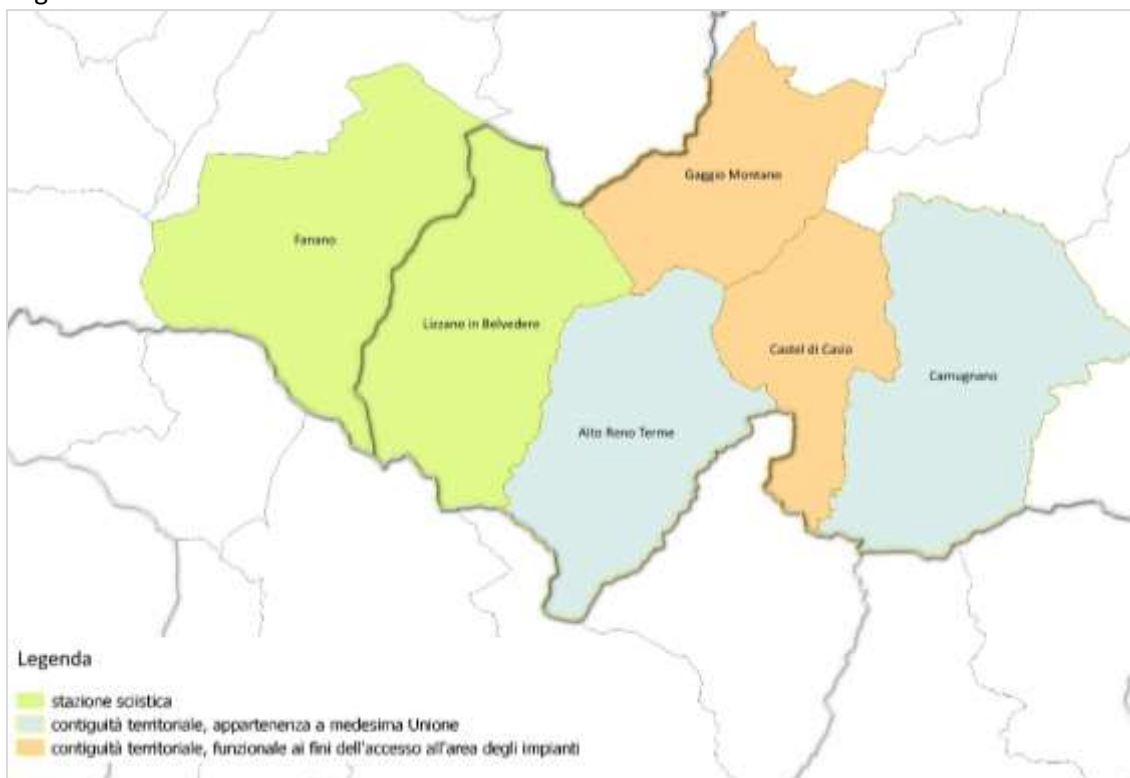 Gaggio Montano
Fanano
Lizzano in Belvedere
Castel di Casio
Camugnano
Alto Reno Terme
Legenda
stazione sciistica
contiguità territoriale, appartenenza a medesima Unione
contiguità territoriale, funzionale ai fini dell'accesso all'area degli impianti